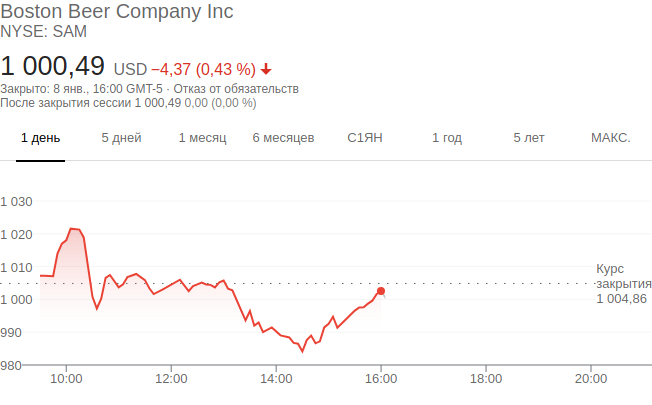 Boston Beer Company Inc
NYSE: SAM
1 000,49 USD −4,37 (0,43 %)
Закрыто: 8 янв., 16:00 GMT-5 · Отказ от обязательств
После закрытия сессии 1 000,49 0,00 (0,00 %)
1 день 5 дней 1 месяц 6 месяцев С1ЯН 1 год 5 лет МАКС.
1 030
1 020
1 010
Курс
закрытия
1 004,86
1 000
990
980
10:00 12:00 14:00 16:00 18:00 20:00